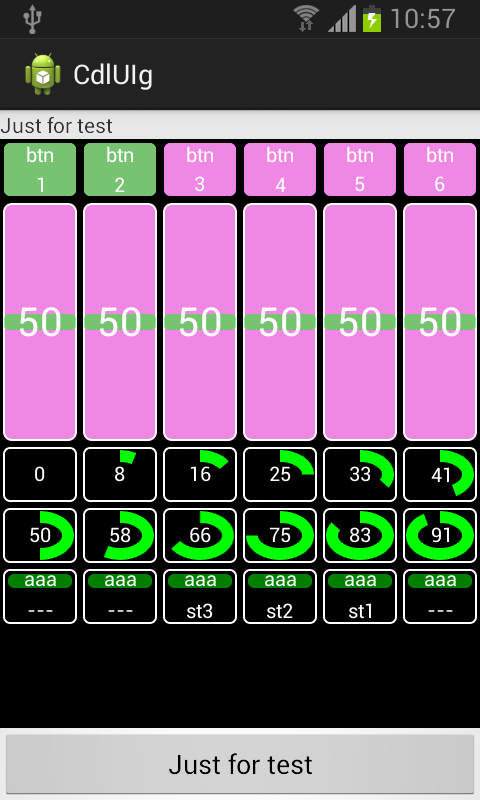 10:57
CdlUIg
Just for test
btn btn btn btn btn btn
1 2 3 4 5 6
50 50 50 50 50 50
0 8 16 25 33 41
50 58 66 75 83 91
aaa aaa aaa aaa aaa aaa
--- --- st3 st2 st1 ---
Just for test